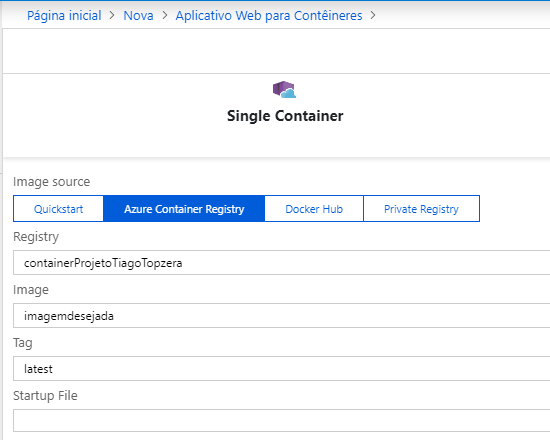 Página inicial > Nova > Aplicativo Web para Contêineres >
Single Container
Image source
Quickstart Azure Container Registry Docker Hub Private Registry
Registry
containerProjetoTiagoTopzera
Image
imagemdesejada
Tag
latest
Startup File